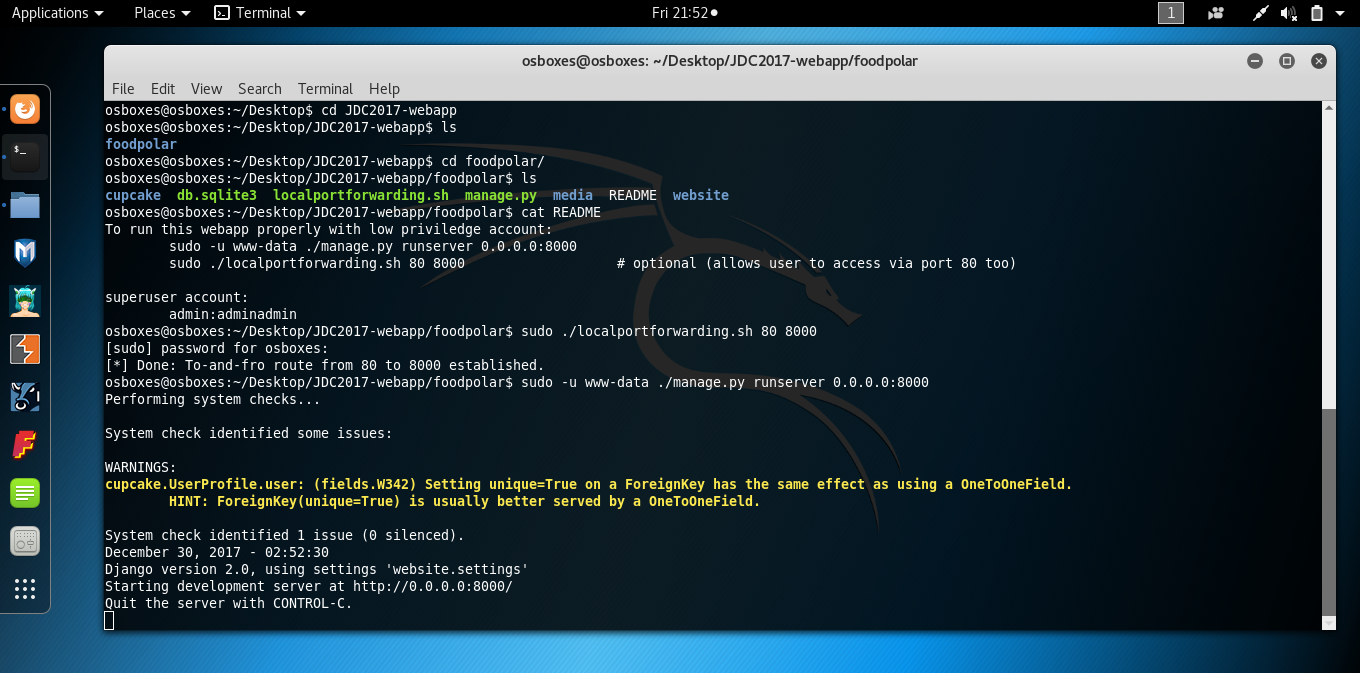 Applications Places Terminal Fri 21:52 1
osboxes@osboxes: ~/Desktop/JDC2017-webapp/foodpolar
File Edit View Search Terminal Help
osboxes@osboxes:~/Desktop$ cd JDC2017-webapp
osboxes@osboxes:~/Desktop/JDC2017-webapp$ ls
foodpolar
osboxes@osboxes:~/Desktop/JDC2017-webapp$ cd foodpolar/
osboxes@osboxes:~/Desktop/JDC2017-webapp/foodpolar$ ls
cupcake  db.sqlite3  localportforwarding.sh  manage.py  media  README  website
osboxes@osboxes:~/Desktop/JDC2017-webapp/foodpolar$ cat README
To run this webapp properly with low priviledge account:
        sudo -u www-data ./manage.py runserver 0.0.0.0:8000
        sudo ./localportforwarding.sh 80 8000                   # optional (allows user to access via port 80 too)
superuser account:
        admin:adminadmin
osboxes@osboxes:~/Desktop/JDC2017-webapp/foodpolar$ sudo ./localportforwarding.sh 80 8000
[sudo] password for osboxes:
[*] Done: To-and-fro route from 80 to 8000 established.
osboxes@osboxes:~/Desktop/JDC2017-webapp/foodpolar$ sudo -u www-data ./manage.py runserver 0.0.0.0:8000
Performing system checks...
System check identified some issues:
WARNINGS:
cupcake.UserProfile.user: (fields.W342) Setting unique=True on a ForeignKey has the same effect as using a OneToOneField.
        HINT: ForeignKey(unique=True) is usually better served by a OneToOneField.
System check identified 1 issue (0 silenced).
December 30, 2017 - 02:52:30
Django version 2.0, using settings 'website.settings'
Starting development server at http://0.0.0.0:8000/
Quit the server with CONTROL-C.